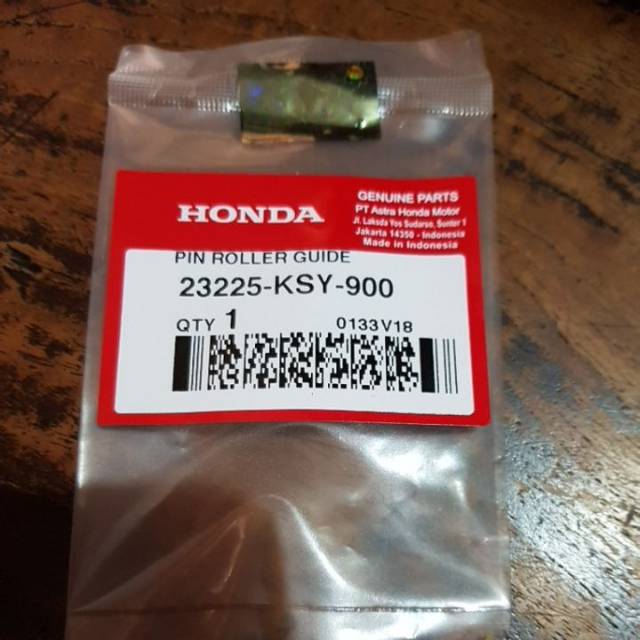 HONDA
GENUINE PARTS
PT Astra Honda Motor
Jl. Laksda Yos Sudarso, Sunter 1
Jakarta 14350 - Indonesia
Made in Indonesia
PIN ROLLER GUIDE
23225-KSY-900
QTY 1 0133V18